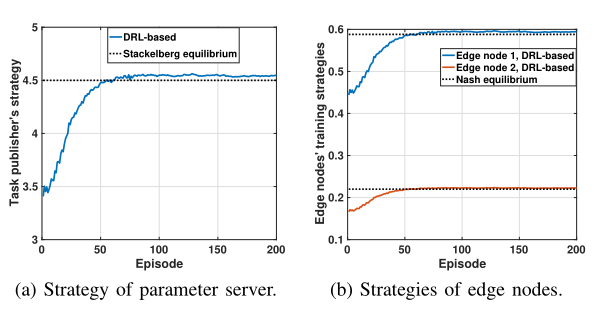 5
4.5
4
3.5
3
0
50
100
150
200
Task publisher's strategy
Episode
DRL-based
Stackelberg equilibrium
(a) Strategy of parameter server.
0.6
0.5
0.4
0.3
0.2
0.1
0
50
100
150
200
Edge nodes' training strategies
Episode
Edge node 1, DRL-based
Edge node 2, DRL-based
Nash equilibrium
(b) Strategies of edge nodes.